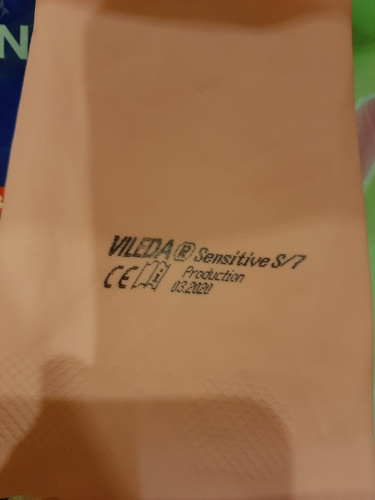 N
VILEDA ® Sensitive S/7
CE i Production
03.2020